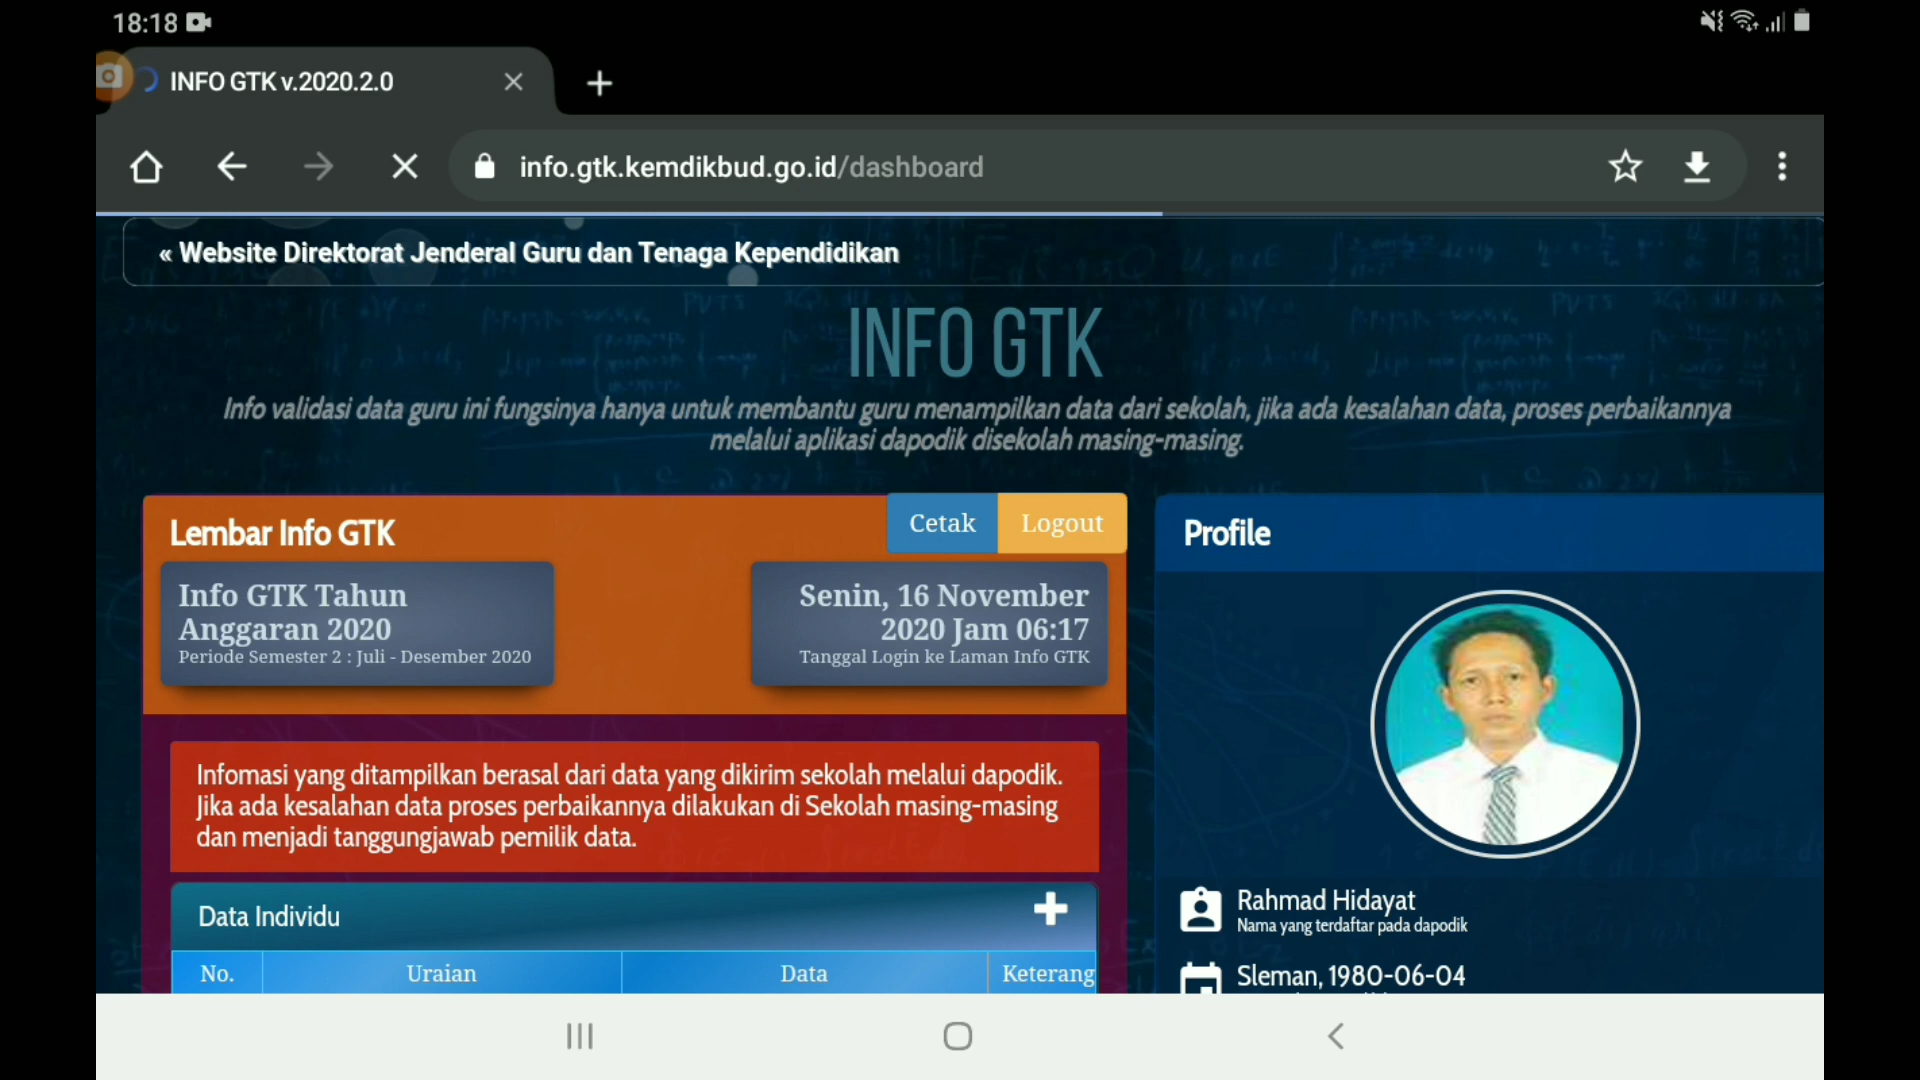 18:18
INFO GTK v.2020.2.0
info.gtk.kemdikbud.go.id/dashboard
« Website Direktorat Jenderal Guru dan Tenaga Kependidikan
INFO GTK
Info validasi data guru ini fungsinya hanya untuk membantu guru menampilkan data dari sekolah, jika ada kesalahan data, proses perbaikannya
melalui aplikasi dapodik disekolah masing-masing.
Lembar Info GTK
Cetak
Logout
Info GTK Tahun
Anggaran 2020
Periode Semester 2 : Juli - Desember 2020
Senin, 16 November
2020 Jam 06:17
Tanggal Login ke Laman Info GTK
Infomasi yang ditampilkan berasal dari data yang dikirim sekolah melalui dapodik.
Jika ada kesalahan data proses perbaikannya dilakukan di Sekolah masing-masing
dan menjadi tanggungjawab pemilik data.
Data Individu
No. Uraian Data Keterang
Profile
Rahmad Hidayat
Nama yang terdaftar pada dapodik
Sleman, 1980-06-04